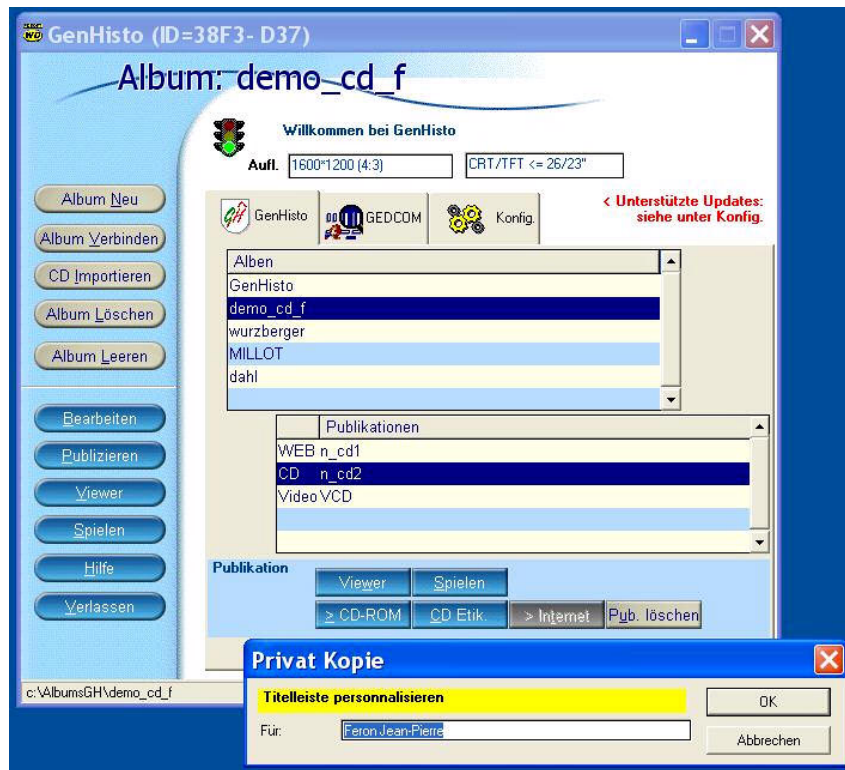 GenHisto (ID=38F3- D37)
Album: demo_cd_f
Willkommen bei GenHisto
Aufl. 1600*1200 (4:3) CRT/TFT <= 26/23"
Album Neu
Album Verbinden
CD Importieren
Album Löschen
Album Leeren
Bearbeiten
Publizieren
Viewer
Spielen
Hilfe
Verlassen
GenHisto GEDCOM Konfig.
< Unterstützte Updates:
siehe unter Konfig.
Alben
GenHisto
demo_cd_f
wurzberger
MILLOT
dahl
Publikationen
WEB n_cd1
CD n_cd2
Video VCD
Publikation
Viewer Spielen
> CD-ROM CD Etik. > Internet Pub. löschen
c:\AlbumsGH\demo_cd_f
Privat Kopie
Titelleiste personnalisieren
OK
Für: Feron Jean-Pierre
Abbrechen